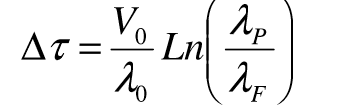 Δτ = V₀/λ₀ Ln(λ_P/λ_F)